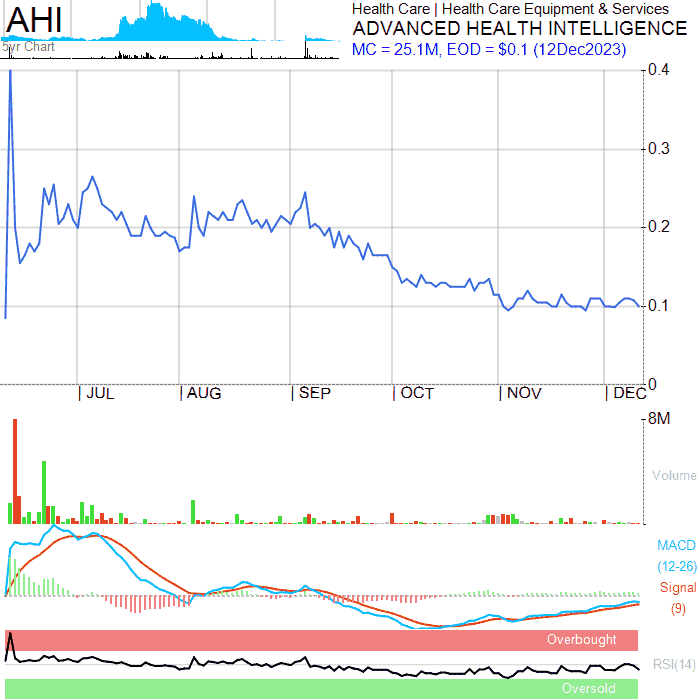 AHI
5yr Chart
Health Care | Health Care Equipment & Services
ADVANCED HEALTH INTELLIGENCE
MC = 25.1M, EOD = $0.1 (12Dec2023)
0.4
0.3
0.2
0.1
0
| JUL | AUG | SEP | OCT | NOV | DEC
8M
Volume
MACD
(12-26)
Signal
(9)
Overbought
RSI(14)
Oversold